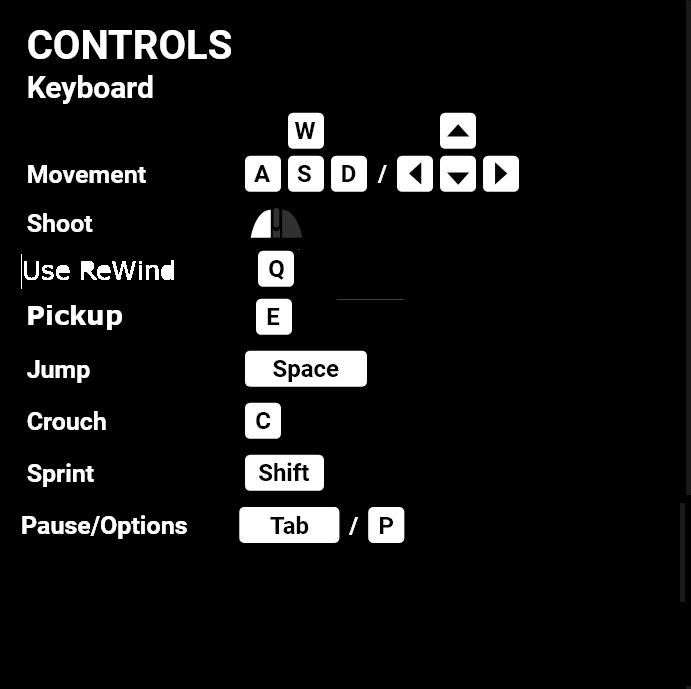 CONTROLS
Keyboard
W
Movement A S D /
Shoot
Use ReWind Q
Pickup E
Jump Space
Crouch C
Sprint Shift
Pause/Options Tab / P